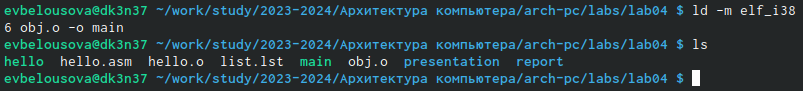 evbelousova@dk3n37 ~/work/study/2023-2024/Архитектура компьютера/arch-pc/labs/lab04 $ ld -m elf_i38
6 obj.o -o main
evbelousova@dk3n37 ~/work/study/2023-2024/Архитектура компьютера/arch-pc/labs/lab04 $ ls
hello  hello.asm  hello.o  list.lst  main  obj.o  presentation  report
evbelousova@dk3n37 ~/work/study/2023-2024/Архитектура компьютера/arch-pc/labs/lab04 $